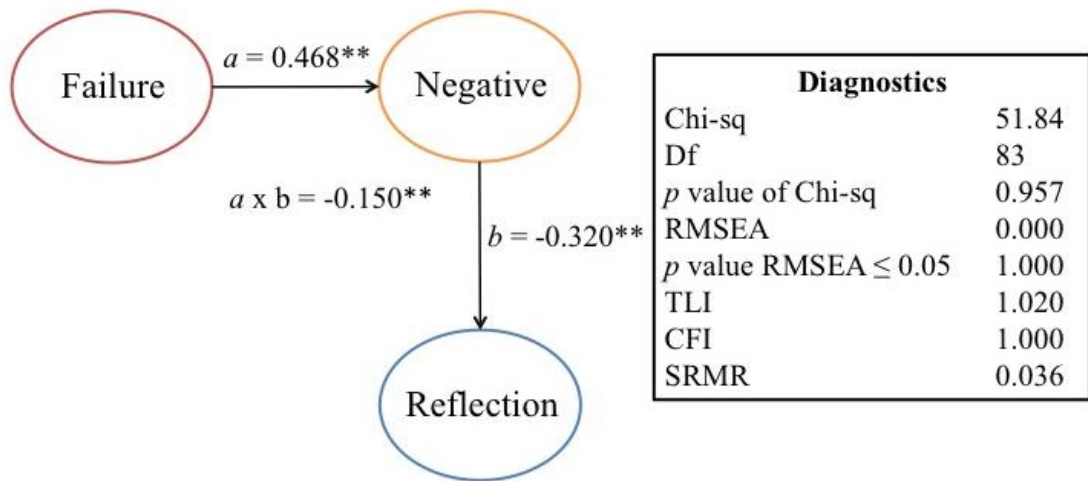 Failure
a = 0.468**
Negative
a x b = -0.150**
b = -0.320**
Reflection
Diagnostics
Chi-sq 51.84
Df 83
p value of Chi-sq 0.957
RMSEA 0.000
p value RMSEA ≤ 0.05 1.000
TLI 1.020
CFI 1.000
SRMR 0.036